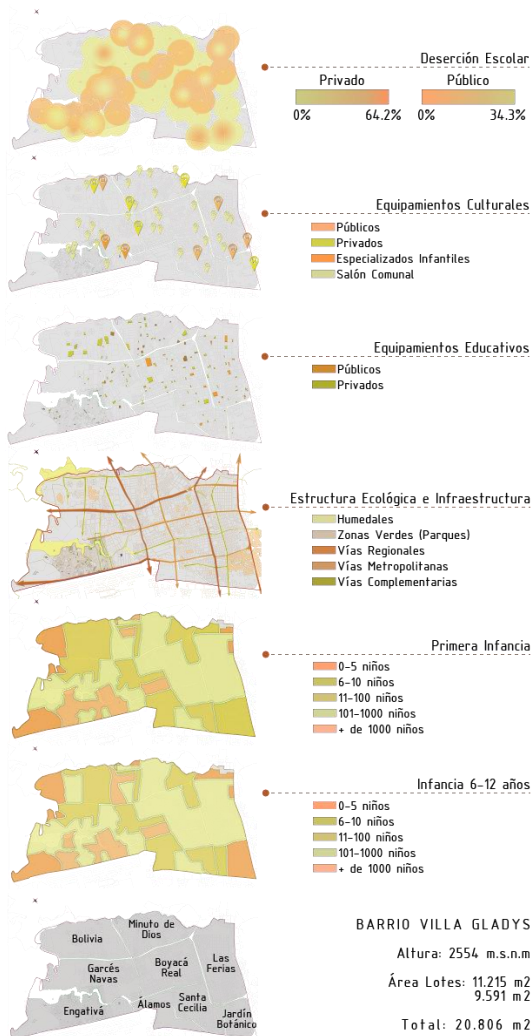 Deserción Escolar
Privado Público
0% 64.2% 0% 34.3%
Equipamientos Culturales
Públicos
Privados
Especializados Infantiles
Salón Comunal
Equipamientos Educativos
Públicos
Privados
Estructura Ecológica e Infraestructura
Humedales
Zonas Verdes (Parques)
Vías Regionales
Vías Metropolitanas
Vías Complementarias
Primera Infancia
0-5 niños
6-10 niños
11-100 niños
101-1000 niños
+ de 1000 niños
Infancia 6-12 años
0-5 niños
6-10 niños
11-100 niños
101-1000 niños
+ de 1000 niños
Minuto de
Dios
Bolivia
Garcés
Navas
Boyacá
Real
Las
Ferias
Engativá
Álamos
Santa
Cecilia
Jardín
Botánico
BARRIO VILLA GLADYS
Altura: 2554 m.s.n.m
Área Lotes: 11.215 m2
9.591 m2
Total: 20.806 m2